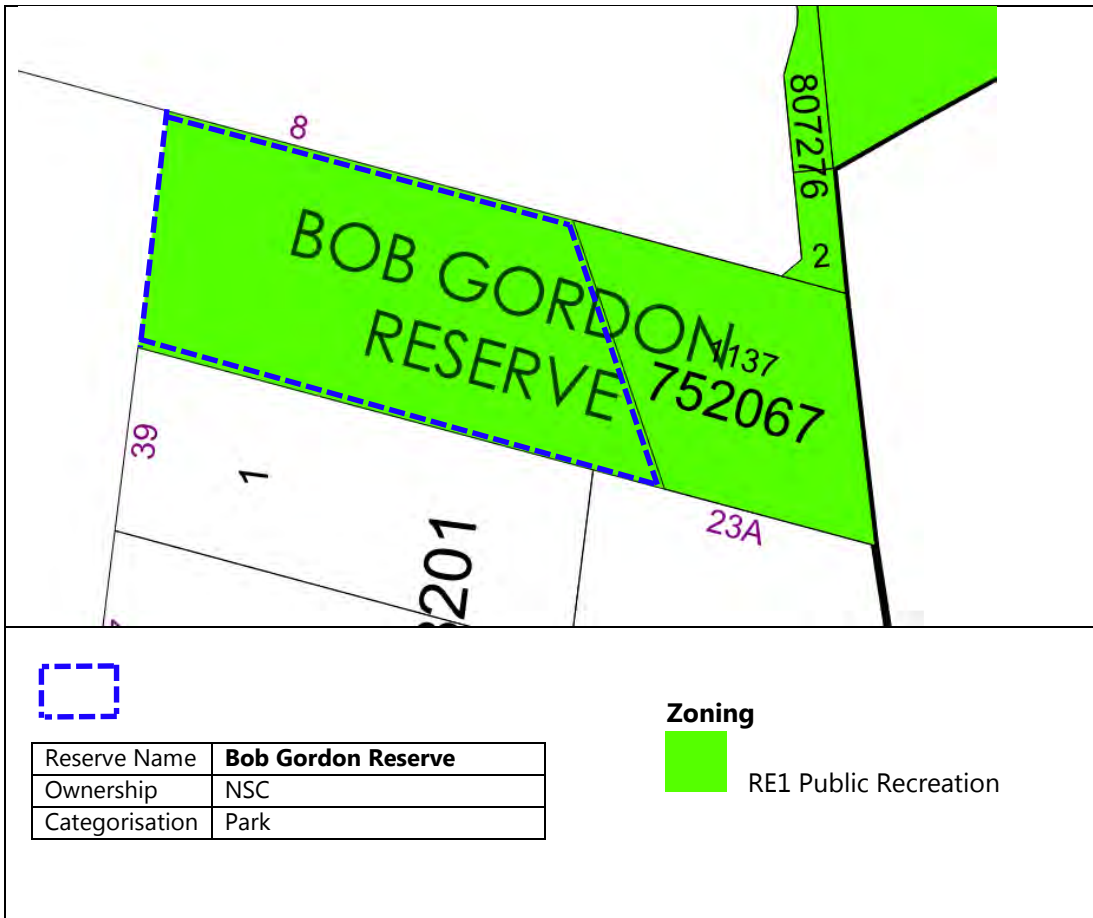 8
807276
2
BOB GORDON
RESERVE
1137
752067
39
1
23A
Zoning
RE1 Public Recreation
Reserve Name Bob Gordon Reserve
Ownership NSC
Categorisation Park